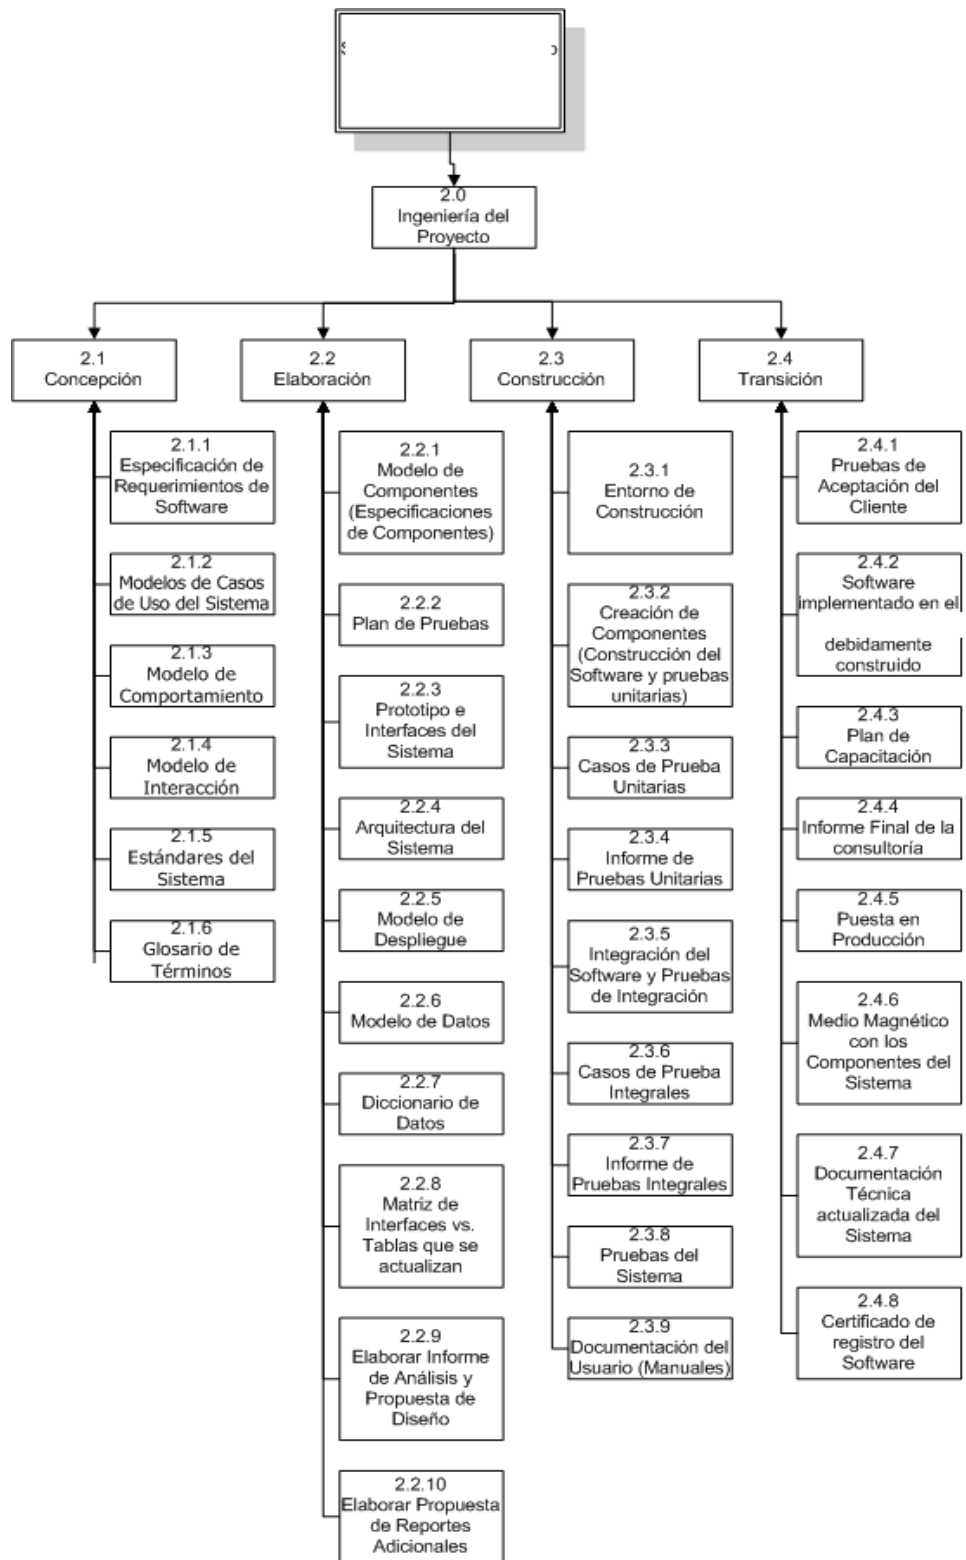 2.0
Ingeniería del
Proyecto
2.1
Concepción
2.2
Elaboración
2.3
Construcción
2.4
Transición
2.1.1
Especificación de
Requerimientos de
Software
2.1.2
Modelos de Casos
de Uso del Sistema
2.1.3
Modelo de
Comportamiento
2.1.4
Modelo de
Interacción
2.1.5
Estándares del
Sistema
2.1.6
Glosario de
Términos
2.2.1
Modelo de
Componentes
(Especificaciones
de Componentes)
2.2.2
Plan de Pruebas
2.2.3
Prototipo e
Interfaces del
Sistema
2.2.4
Arquitectura del
Sistema
2.2.5
Modelo de
Despliegue
2.2.6
Modelo de Datos
2.2.7
Diccionario de
Datos
2.2.8
Matriz de
Interfaces vs.
Tablas que se
actualizan
2.2.9
Elaborar Informe
de Análisis y
Propuesta de
Diseño
2.2.10
Elaborar Propuesta
de Reportes
Adicionales
2.3.1
Entorno de
Construcción
2.3.2
Creación de
Componentes
(Construcción del
Software y pruebas
unitarias)
2.3.3
Casos de Prueba
Unitarias
2.3.4
Informe de
Pruebas Unitarias
2.3.5
Integración del
Software y Pruebas
de Integración
2.3.6
Casos de Prueba
Integrales
2.3.7
Informe de
Pruebas Integrales
2.3.8
Pruebas del
Sistema
2.3.9
Documentación del
Usuario (Manuales)
2.4.1
Pruebas de
Aceptación del
Cliente
2.4.2
Software
implementado en el
debidamente
construido
2.4.3
Plan de
Capacitación
2.4.4
Informe Final de la
consultoría
2.4.5
Puesta en
Producción
2.4.6
Medio Magnético
con los
Componentes del
Sistema
2.4.7
Documentación
Técnica
actualizada del
Sistema
2.4.8
Certificado de
registro del
Software